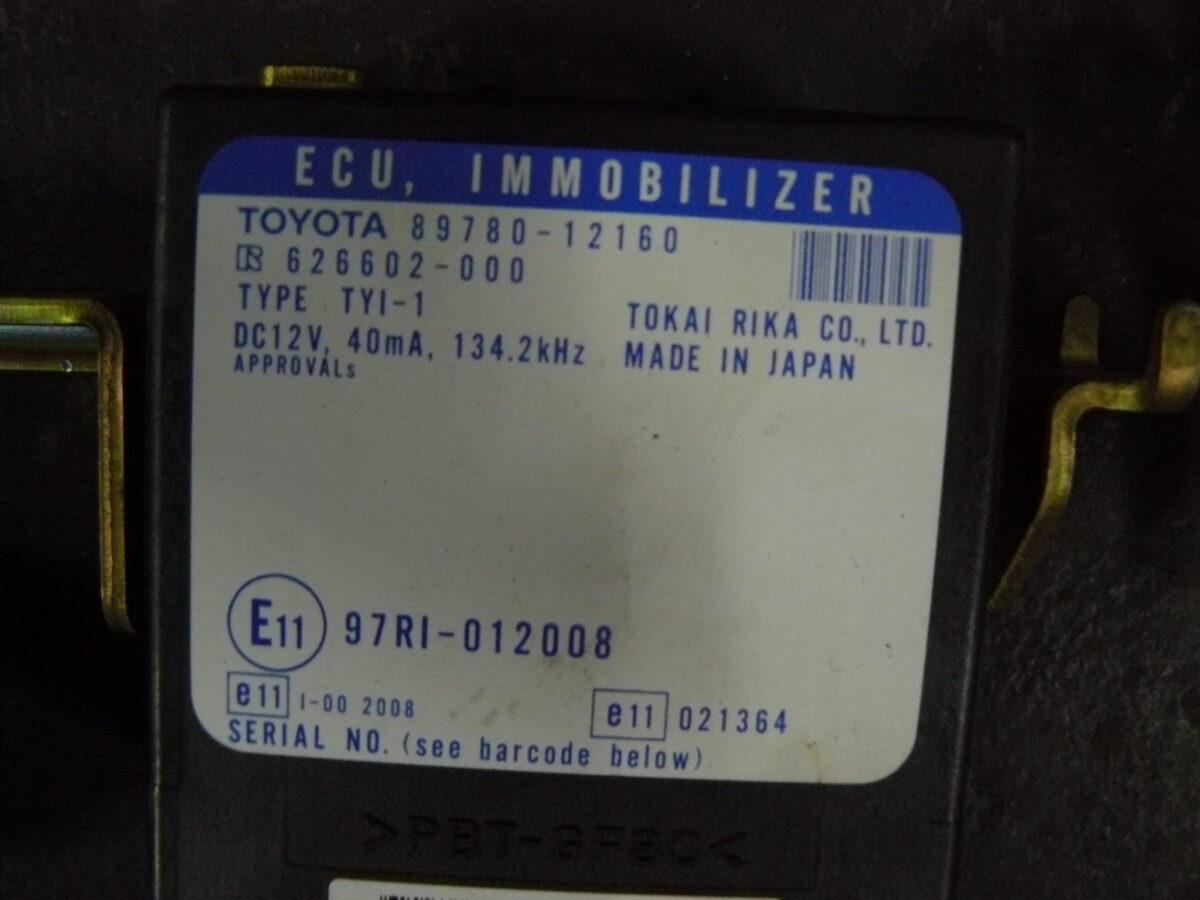 ECU, IMMOBILIZER
TOYOTA 89780-12160
626602-000
TYPE TYI-1
TOKAI RIKA CO., LTD.
DC12V, 40mA, 134.2kHz
MADE IN JAPAN
APPROVALs
E11 97RI-012008
e11 I-00 2008
e11 021364
SERIAL NO. (see barcode below)
>PBT-GF30<